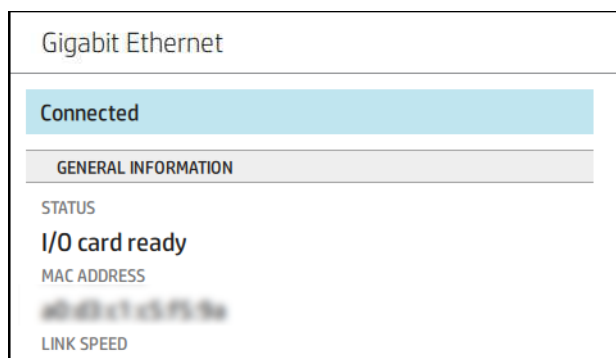 Gigabit Ethernet
Connected
GENERAL INFORMATION
STATUS
I/O card ready
MAC ADDRESS
LINK SPEED